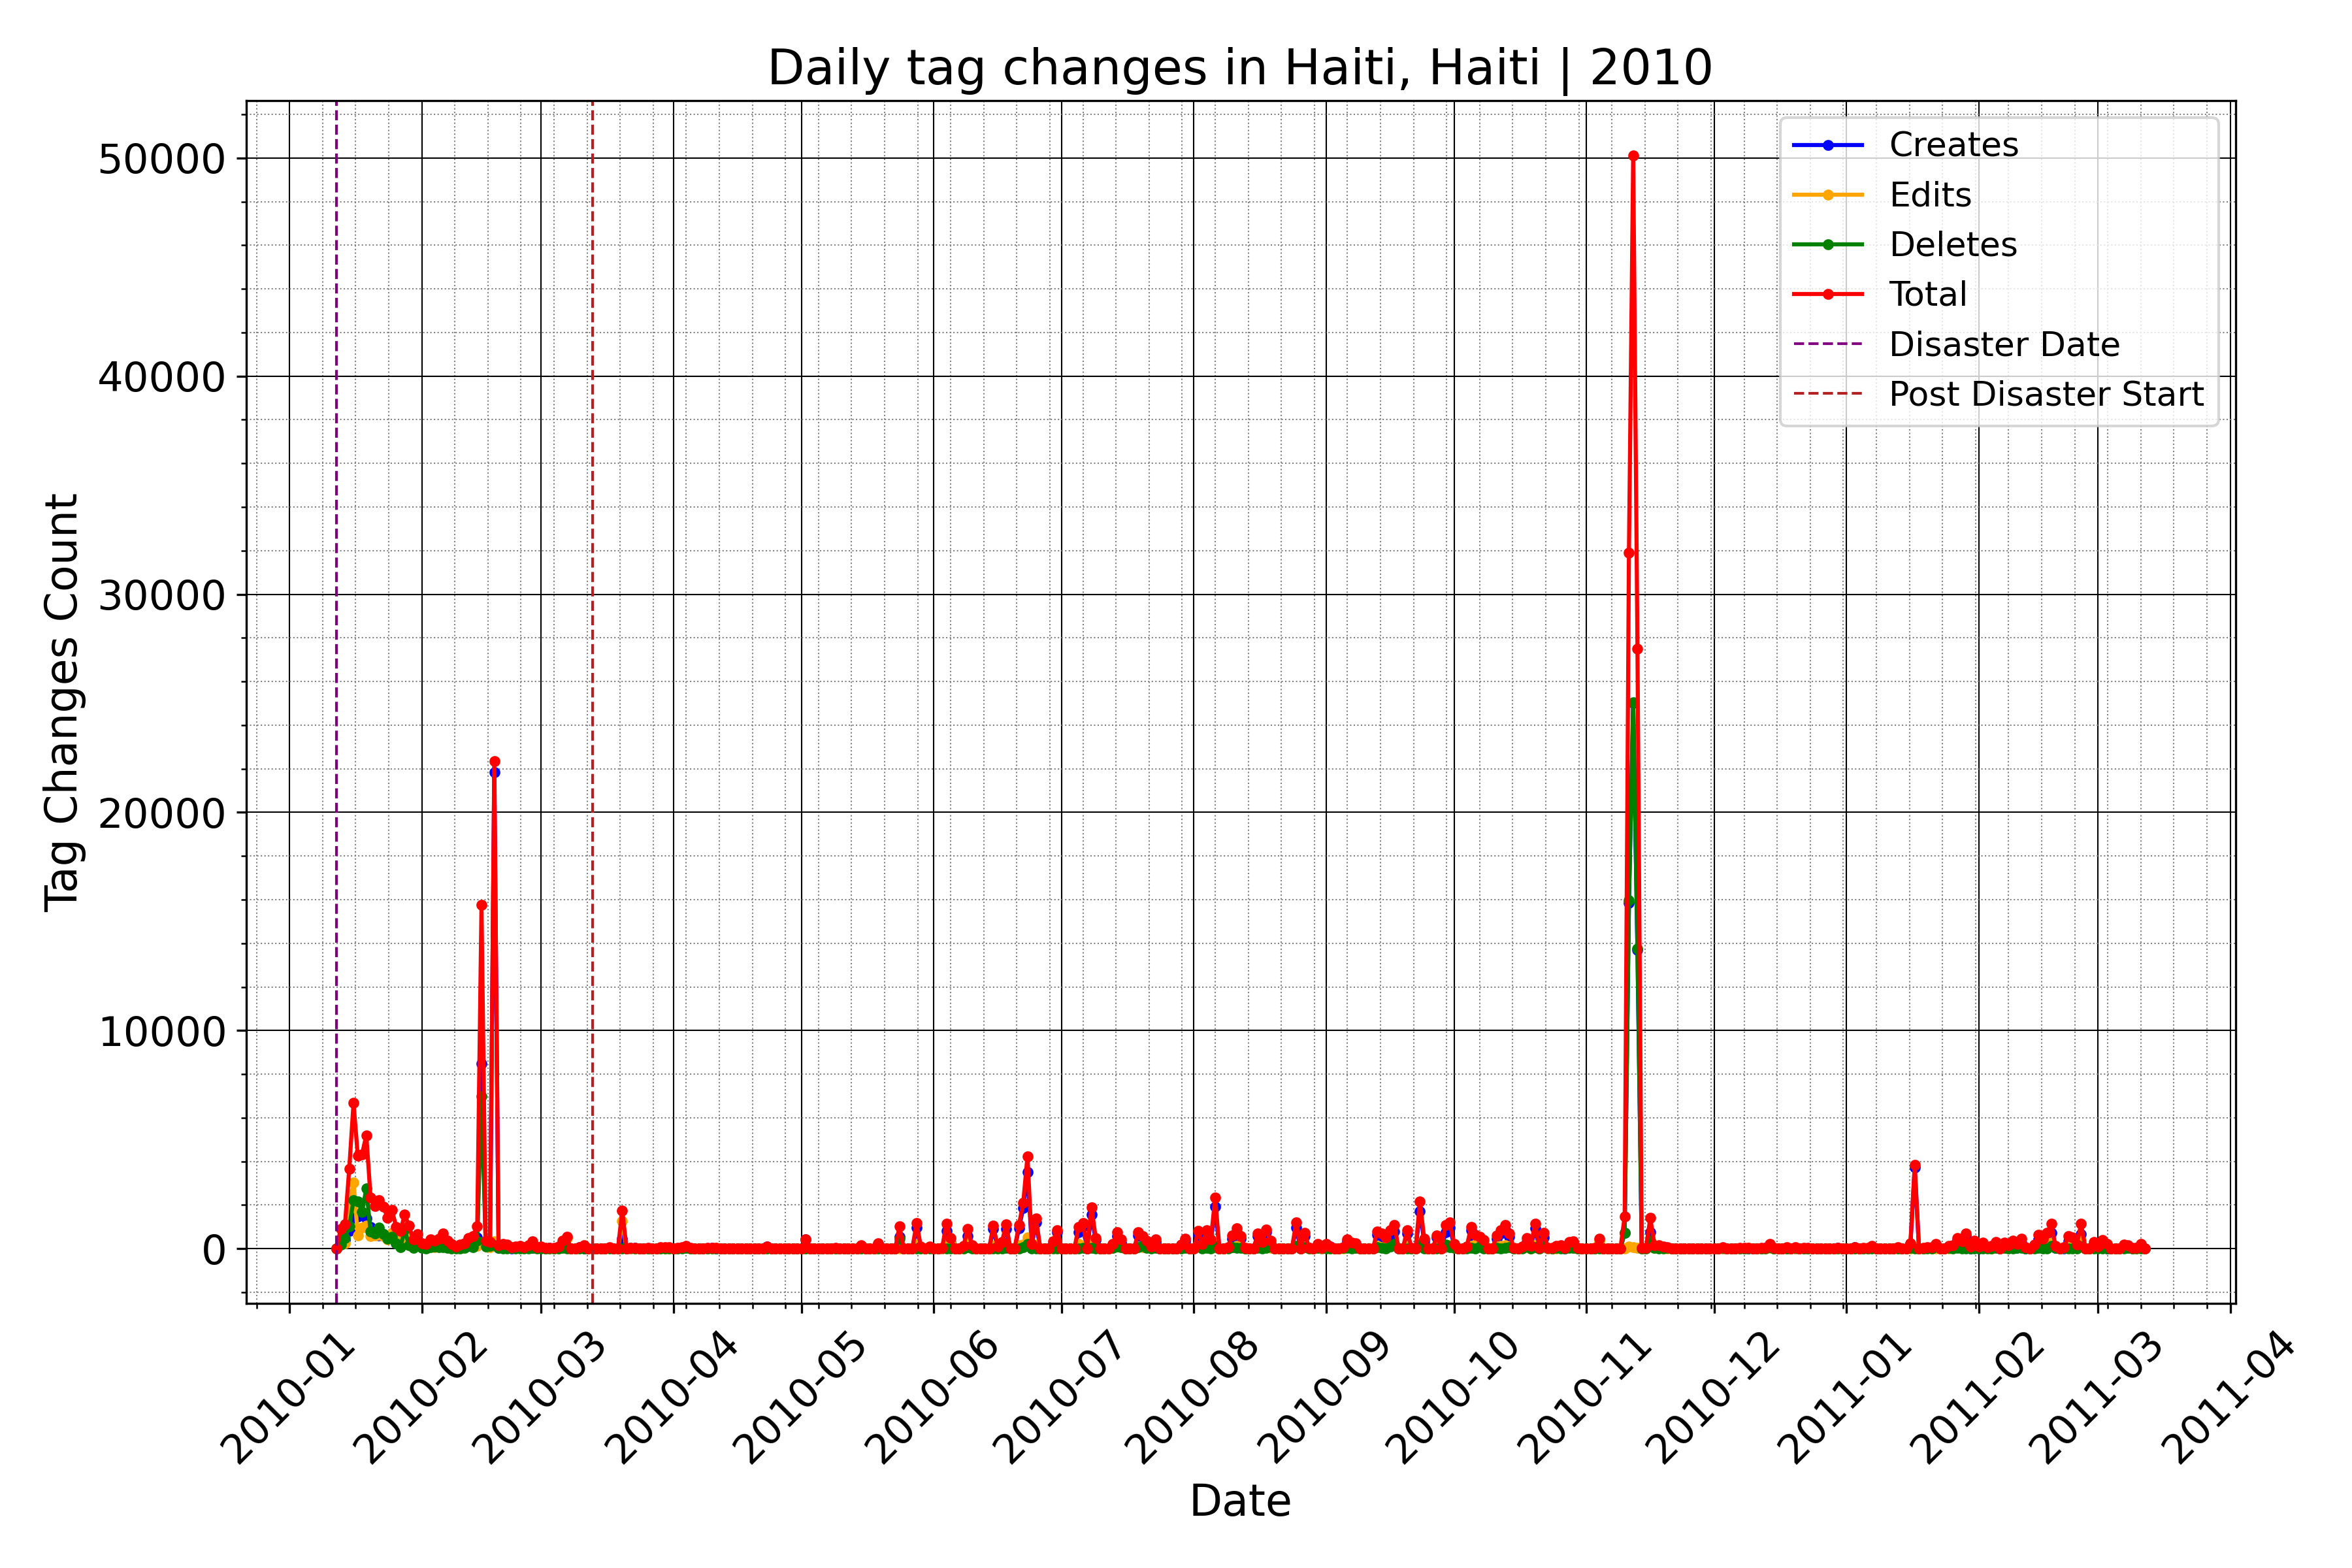 Daily tag changes in Haiti, Haiti | 2010
Tag Changes Count
50000
40000
30000
20000
10000
0
Creates
Edits
Deletes
Total
Disaster Date
Post Disaster Start
2010-01
2010-02
2010-03
2010-04
2010-05
2010-06
2010-07
2010-08
2010-09
2010-10
2010-11
2010-12
2011-01
2011-02
2011-03
2011-04
Date